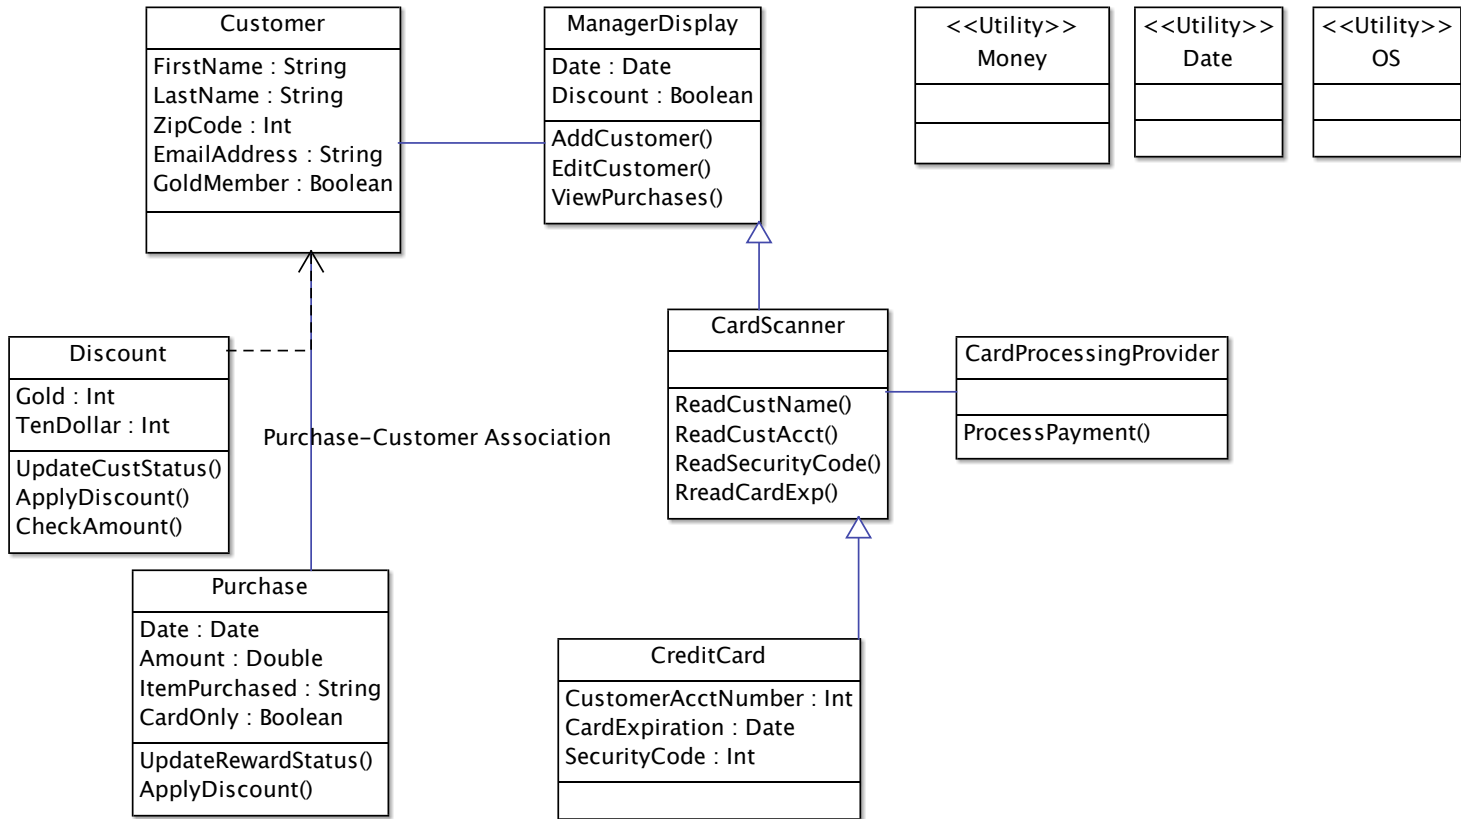 Customer
FirstName : String
LastName : String
ZipCode : Int
EmailAddress : String
GoldMember : Boolean
ManagerDisplay
Date : Date
Discount : Boolean
AddCustomer()
EditCustomer()
ViewPurchases()
<<Utility>>
Money
<<Utility>>
Date
<<Utility>>
OS
Discount
Gold : Int
TenDollar : Int
UpdateCustStatus()
ApplyDiscount()
CheckAmount()
Purchase-Customer Association
CardScanner
ReadCustName()
ReadCustAcct()
ReadSecurityCode()
RreadCardExp()
CardProcessingProvider
ProcessPayment()
Purchase
Date : Date
Amount : Double
ItemPurchased : String
CardOnly : Boolean
UpdateRewardStatus()
ApplyDiscount()
CreditCard
CustomerAcctNumber : Int
CardExpiration : Date
SecurityCode : Int